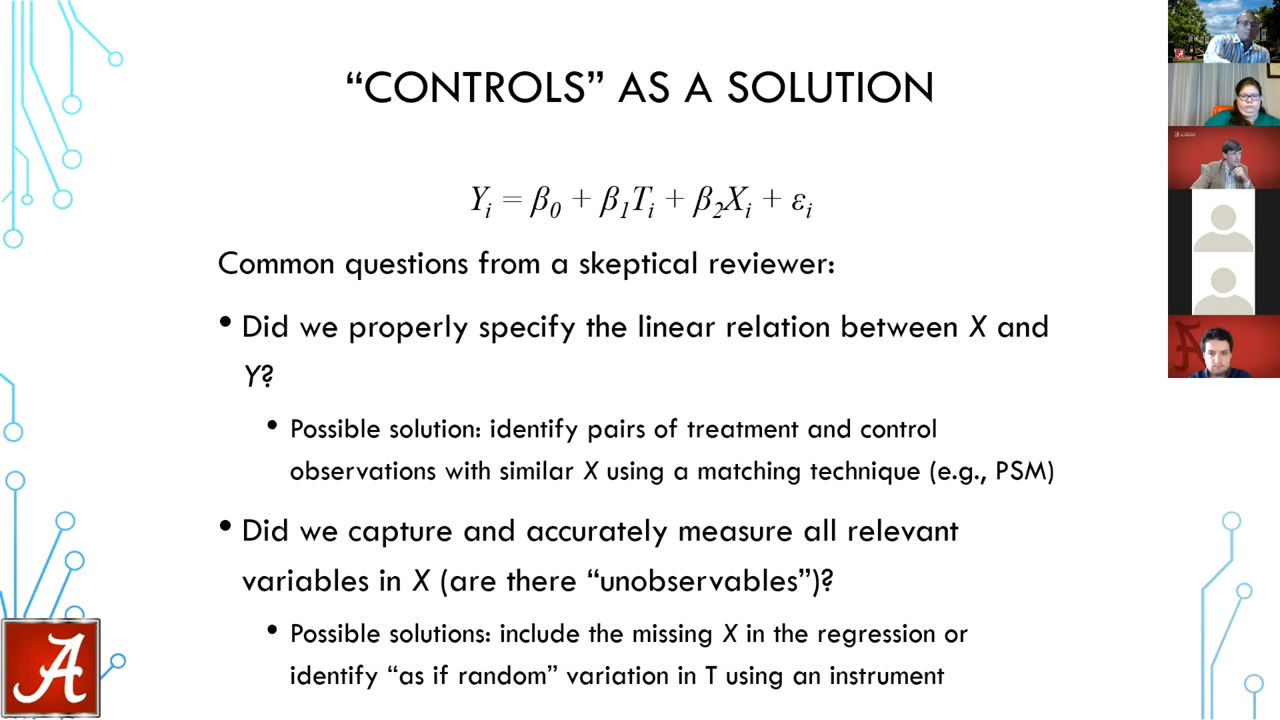 “CONTROLS” AS A SOLUTION
Yi = β0 + β1Ti + β2Xi + εi
Common questions from a skeptical reviewer:
• Did we properly specify the linear relation between X and
Y?
• Possible solution: identify pairs of treatment and control
observations with similar X using a matching technique (e.g., PSM)
• Did we capture and accurately measure all relevant
variables in X (are there “unobservables”)?
• Possible solutions: include the missing X in the regression or
identify “as if random” variation in T using an instrument
A